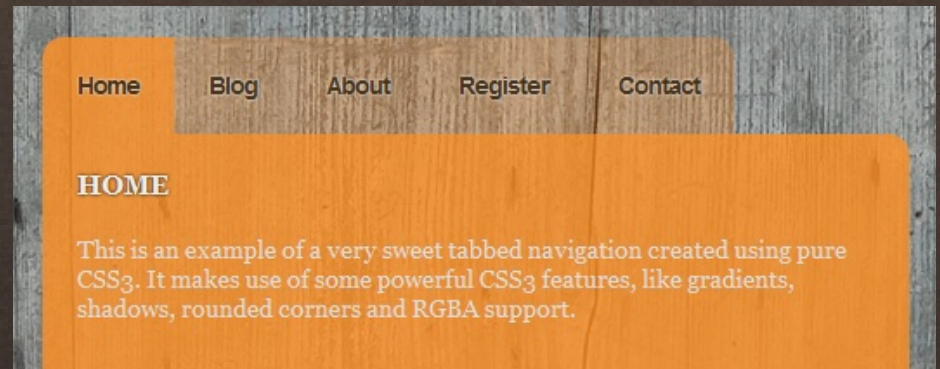 Home Blog About Register Contact
HOME
This is an example of a very sweet tabbed navigation created using pure
CSS3. It makes use of some powerful CSS3 features, like gradients,
shadows, rounded corners and RGBA support.